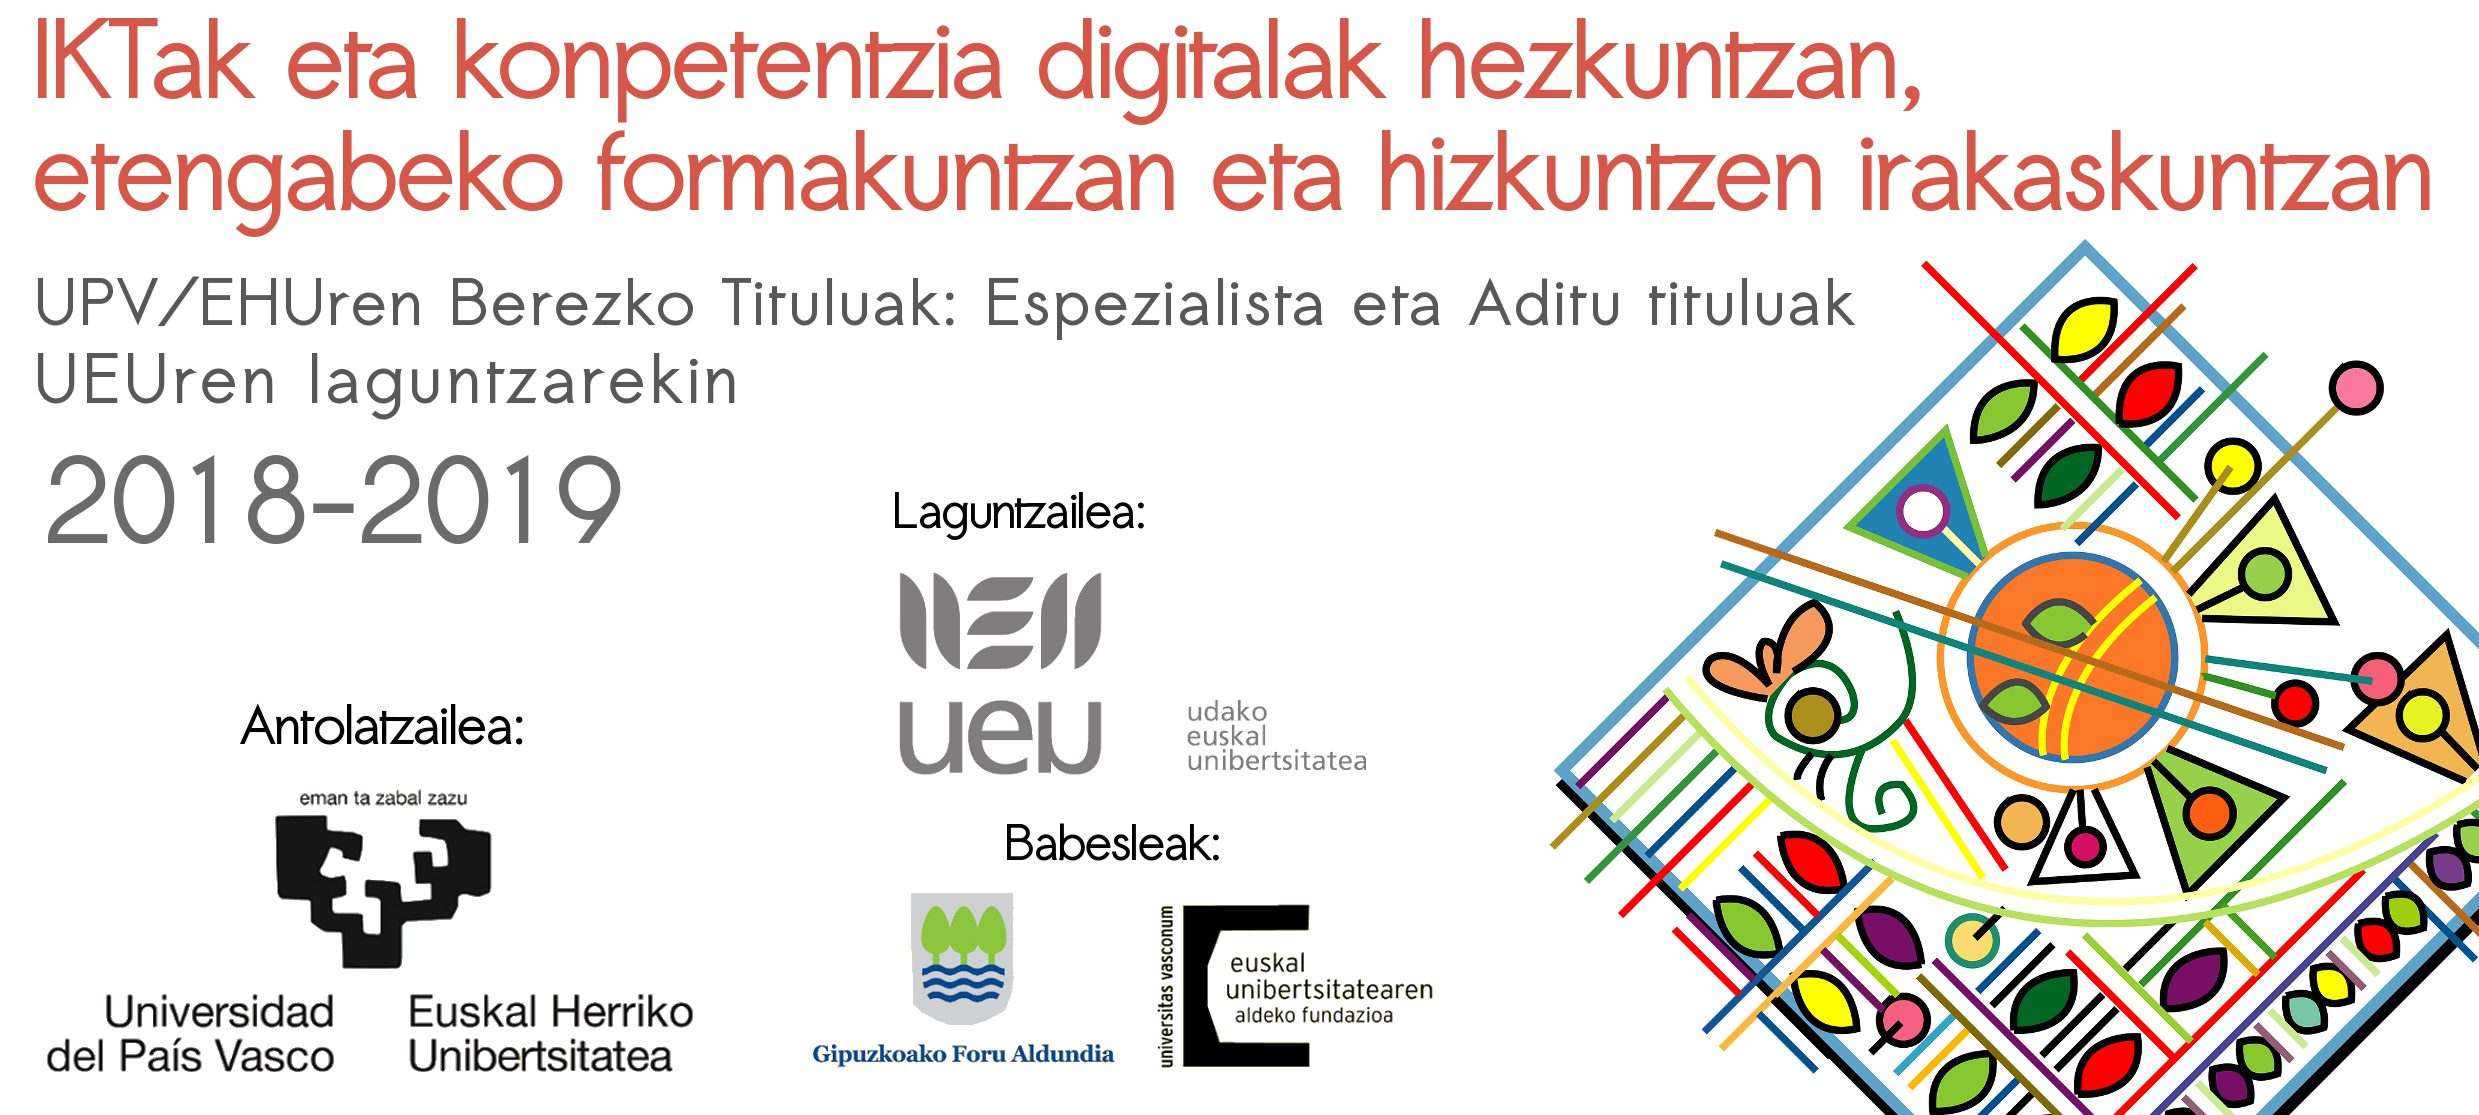 IKTak eta konpetentzia digitalak hezkuntzan,
etengabeko formakuntzan eta hizkuntzen irakaskuntzan
UPV/EHUren Berezko Tituluak: Espezialista eta Aditu tituluak
UEUren laguntzarekin
2018-2019
Antolatzailea:
eman ta zabal zazu
Universidad
del País Vasco
Euskal Herriko
Unibertsitatea
Laguntzailea:
ueu
udako
euskal
unibertsitatea
Babesleak:
Gipuzkoako Foru Aldundia
universitas vasconum
euskal
unibertsitatearen
aldeko fundazioa